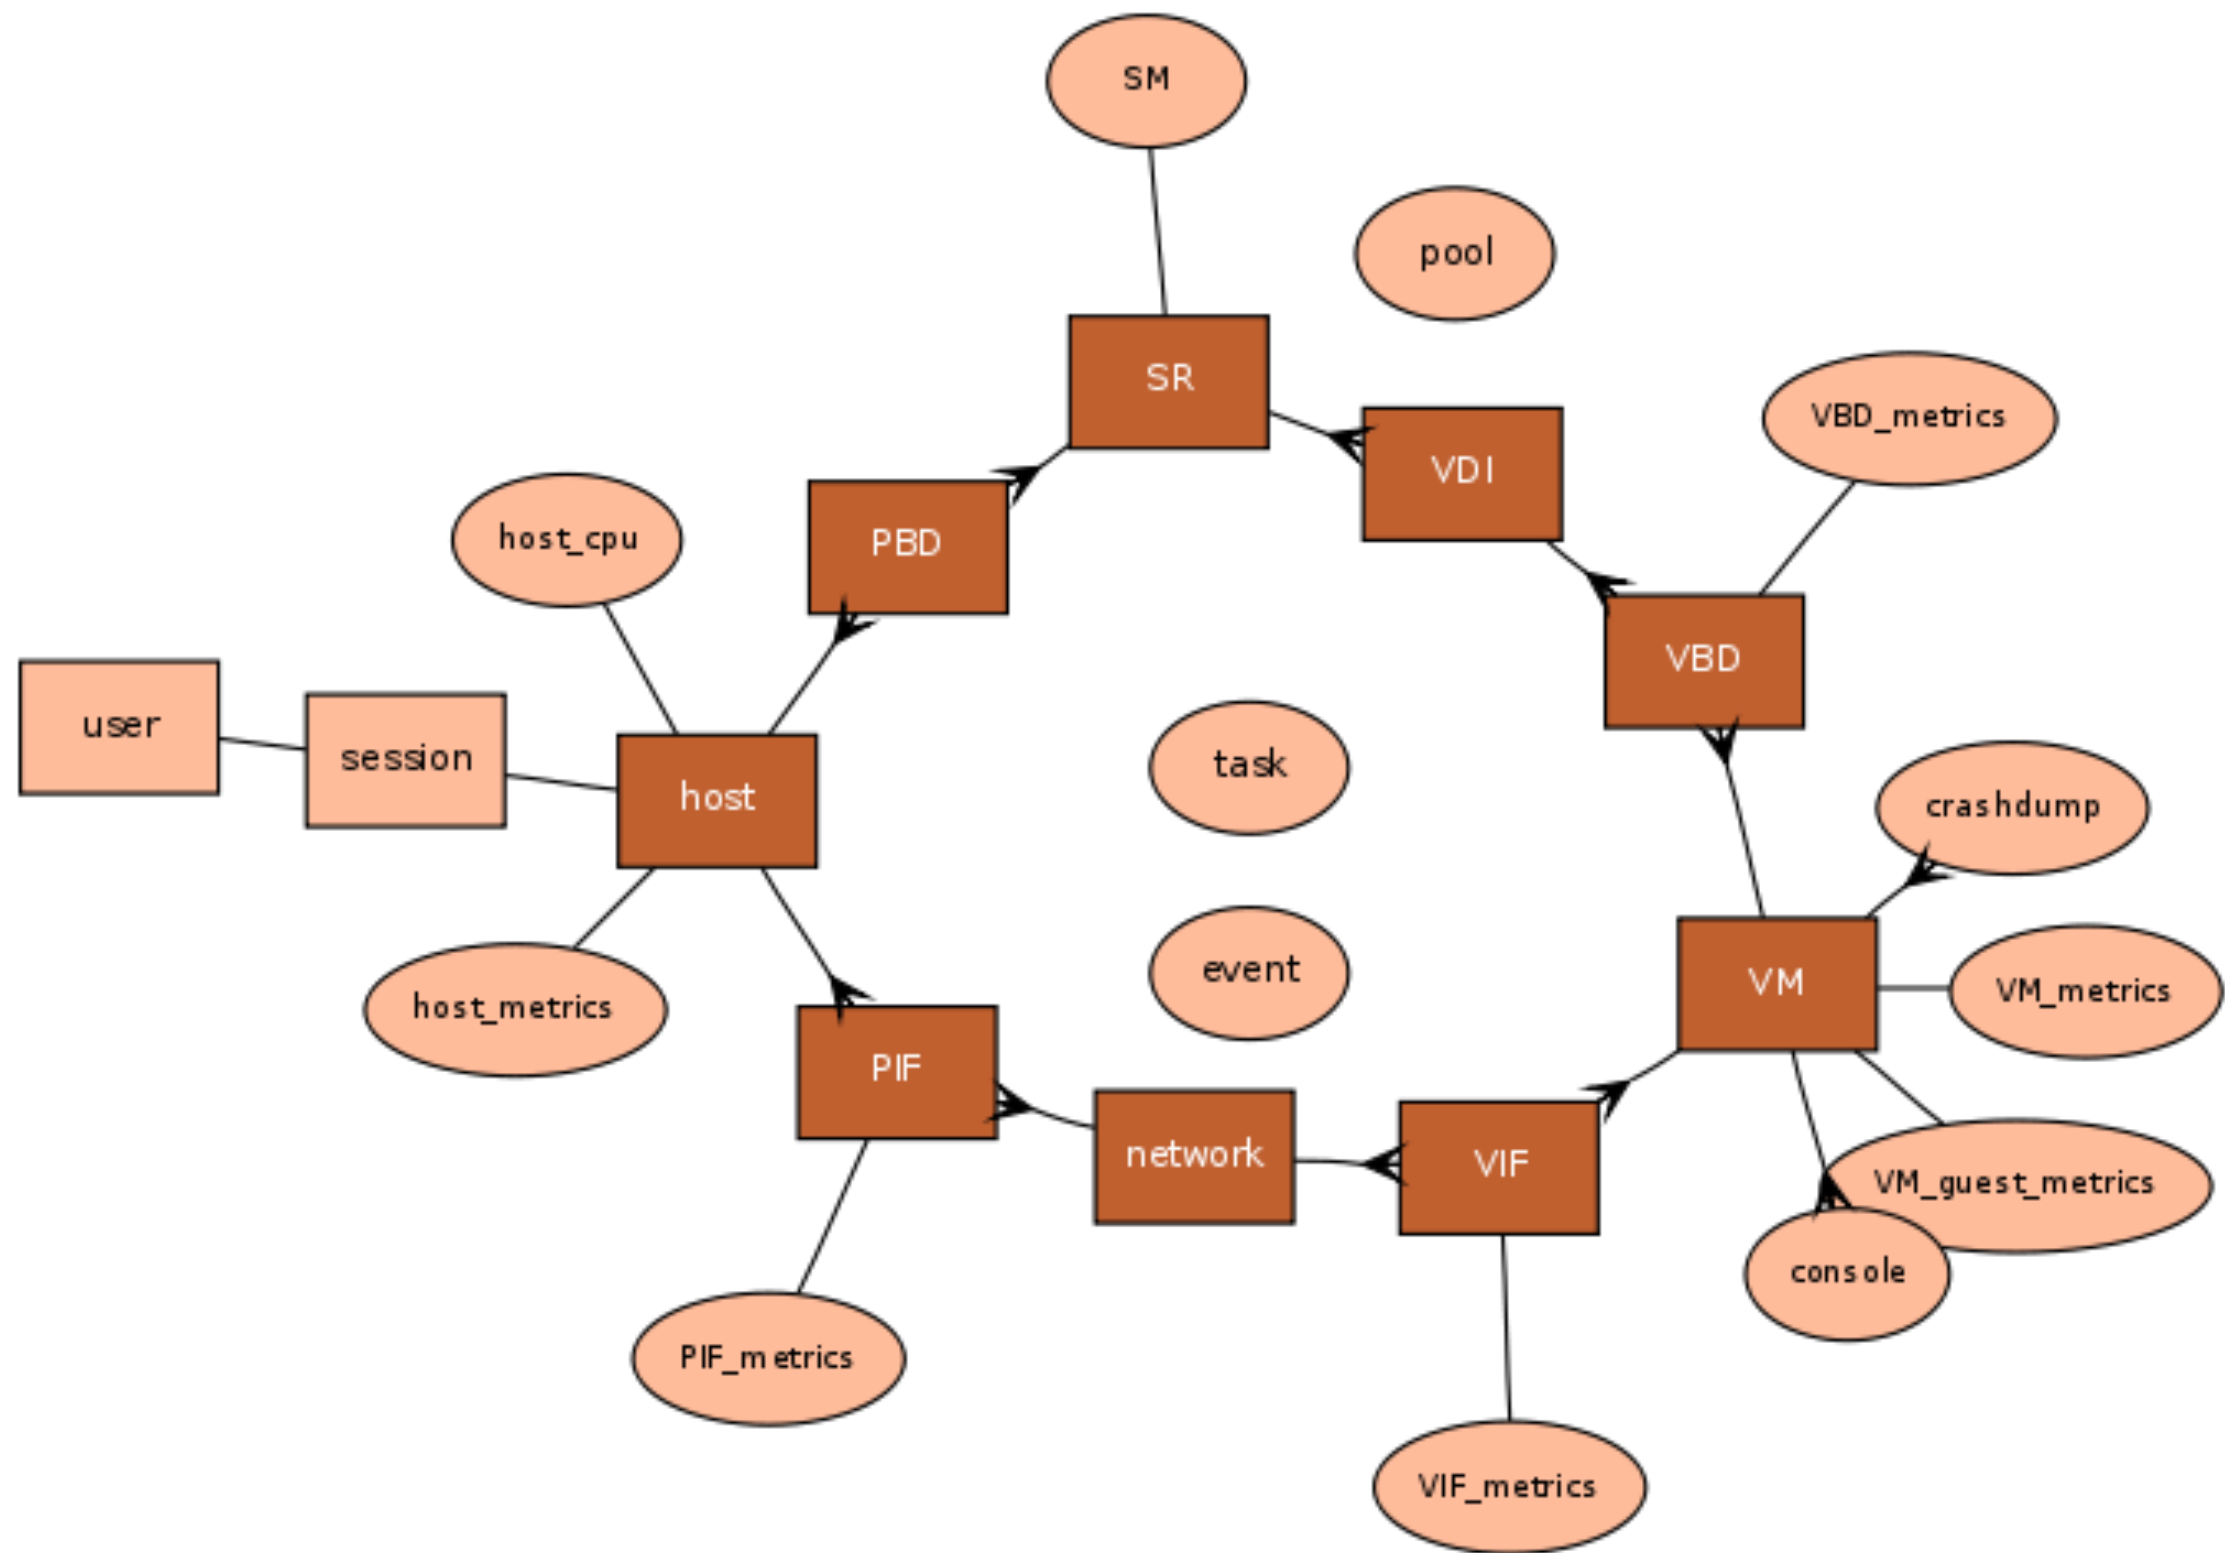 SM
pool
SR
VBD_metrics
VDI
host_cpu
PBD
VBD
user
session
host
task
crashdump
event
VM
VM_metrics
host_metrics
PIF
network
VIF
VM_guest_metrics
console
PIF_metrics
VIF_metrics